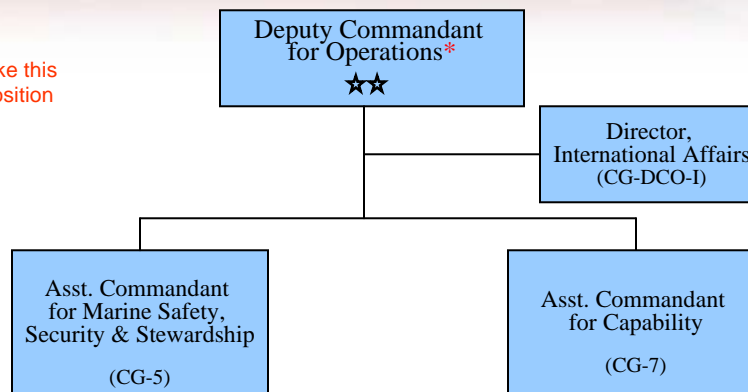 Deputy Commandant
for Operations*
this
Director,
International Affairs
(CG-DCO-I)
Asst. Commandant
for Marine Safety,
Security & Stewardship
(CG-5)
Asst. Commandant
for Capability
(CG-7)